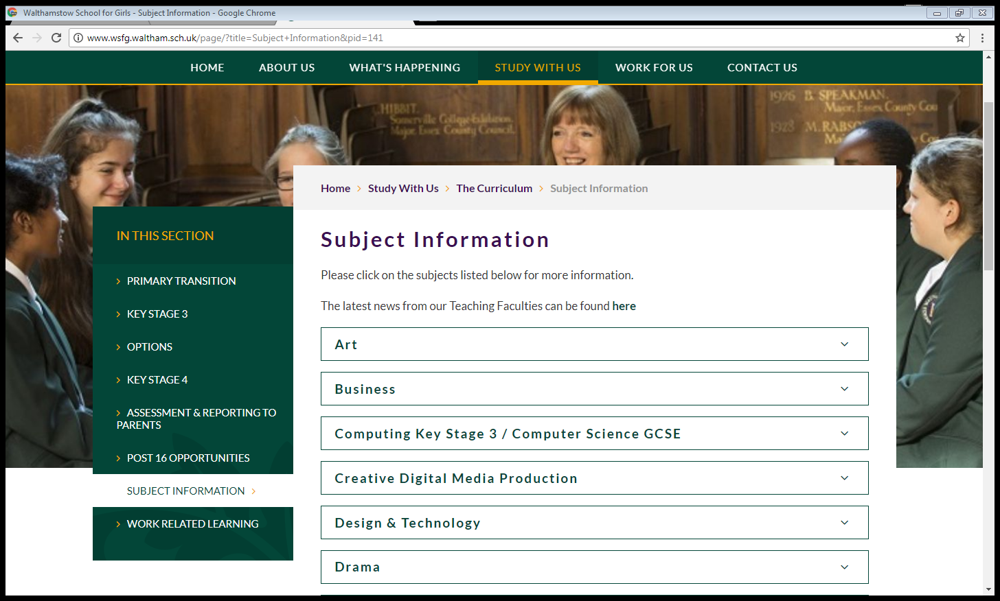 Walthamstow School for Girls - Subject Information - Google Chrome
www.wsfg.waltham.sch.uk/page/?title=Subject+Information&pid=141
HOME ABOUT US WHAT'S HAPPENING STUDY WITH US WORK FOR US CONTACT US
HIBBIT.
Somerville College Exhibition.
Major, Essex County Council.
1926 B. SPEAKMAN.
Major, Essex County Cou
1928 M. RABSO
Ma
Cou
Home > Study With Us > The Curriculum > Subject Information
IN THIS SECTION
> PRIMARY TRANSITION
> KEY STAGE 3
> OPTIONS
> KEY STAGE 4
> ASSESSMENT & REPORTING TO
PARENTS
> POST 16 OPPORTUNITIES
SUBJECT INFORMATION >
> WORK RELATED LEARNING
Subject Information
Please click on the subjects listed below for more information.
The latest news from our Teaching Faculties can be found here
Art
Business
Computing Key Stage 3 / Computer Science GCSE
Creative Digital Media Production
Design & Technology
Drama